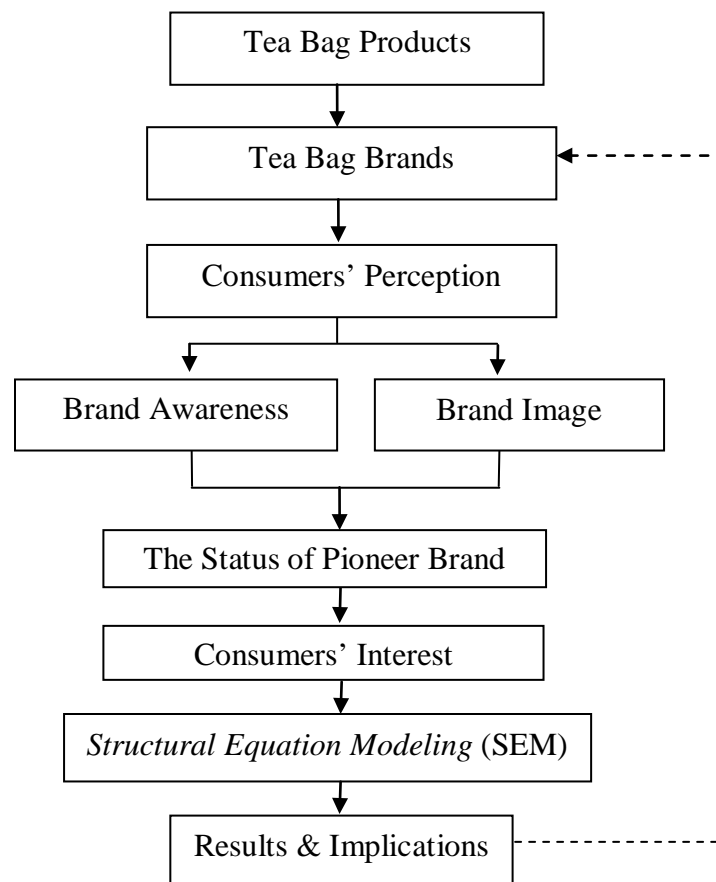 Tea Bag Products
Tea Bag Brands
Consumers’ Perception
Brand Awareness
Brand Image
The Status of Pioneer Brand
Consumers’ Interest
Structural Equation Modeling (SEM)
Results & Implications